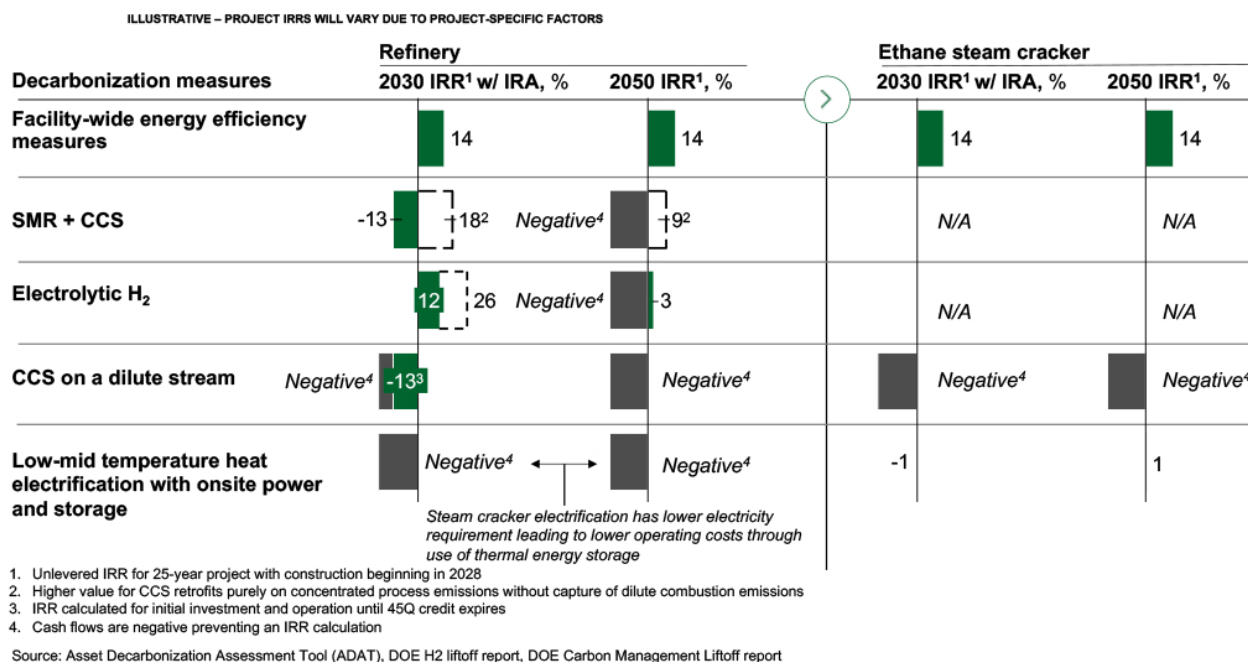 ILLUSTRATIVE – PROJECT IRRS WILL VARY DUE TO PROJECT-SPECIFIC FACTORS
Refinery
Ethane steam cracker
Decarbonization measures
2030 IRR¹ w/ IRA, %
2050 IRR¹, %
2030 IRR¹ w/ IRA, %
2050 IRR¹, %
Facility-wide energy efficiency
measures
14
14
14
14
SMR + CCS
-13
18²
Negative⁴
9²
N/A
N/A
Electrolytic H₂
12
26
Negative⁴
3
N/A
N/A
CCS on a dilute stream
Negative⁴
-13³
Negative⁴
Negative⁴
Negative⁴
Low-mid temperature heat
electrification with onsite power
and storage
Negative⁴
Negative⁴
-1
1
Steam cracker electrification has lower electricity
requirement leading to lower operating costs through
use of thermal energy storage
1. Unlevered IRR for 25-year project with construction beginning in 2028
2. Higher value for CCS retrofits purely on concentrated process emissions without capture of dilute combustion emissions
3. IRR calculated for initial investment and operation until 45Q credit expires
4. Cash flows are negative preventing an IRR calculation
Source: Asset Decarbonization Assessment Tool (ADAT), DOE H2 liftoff report, DOE Carbon Management Liftoff report